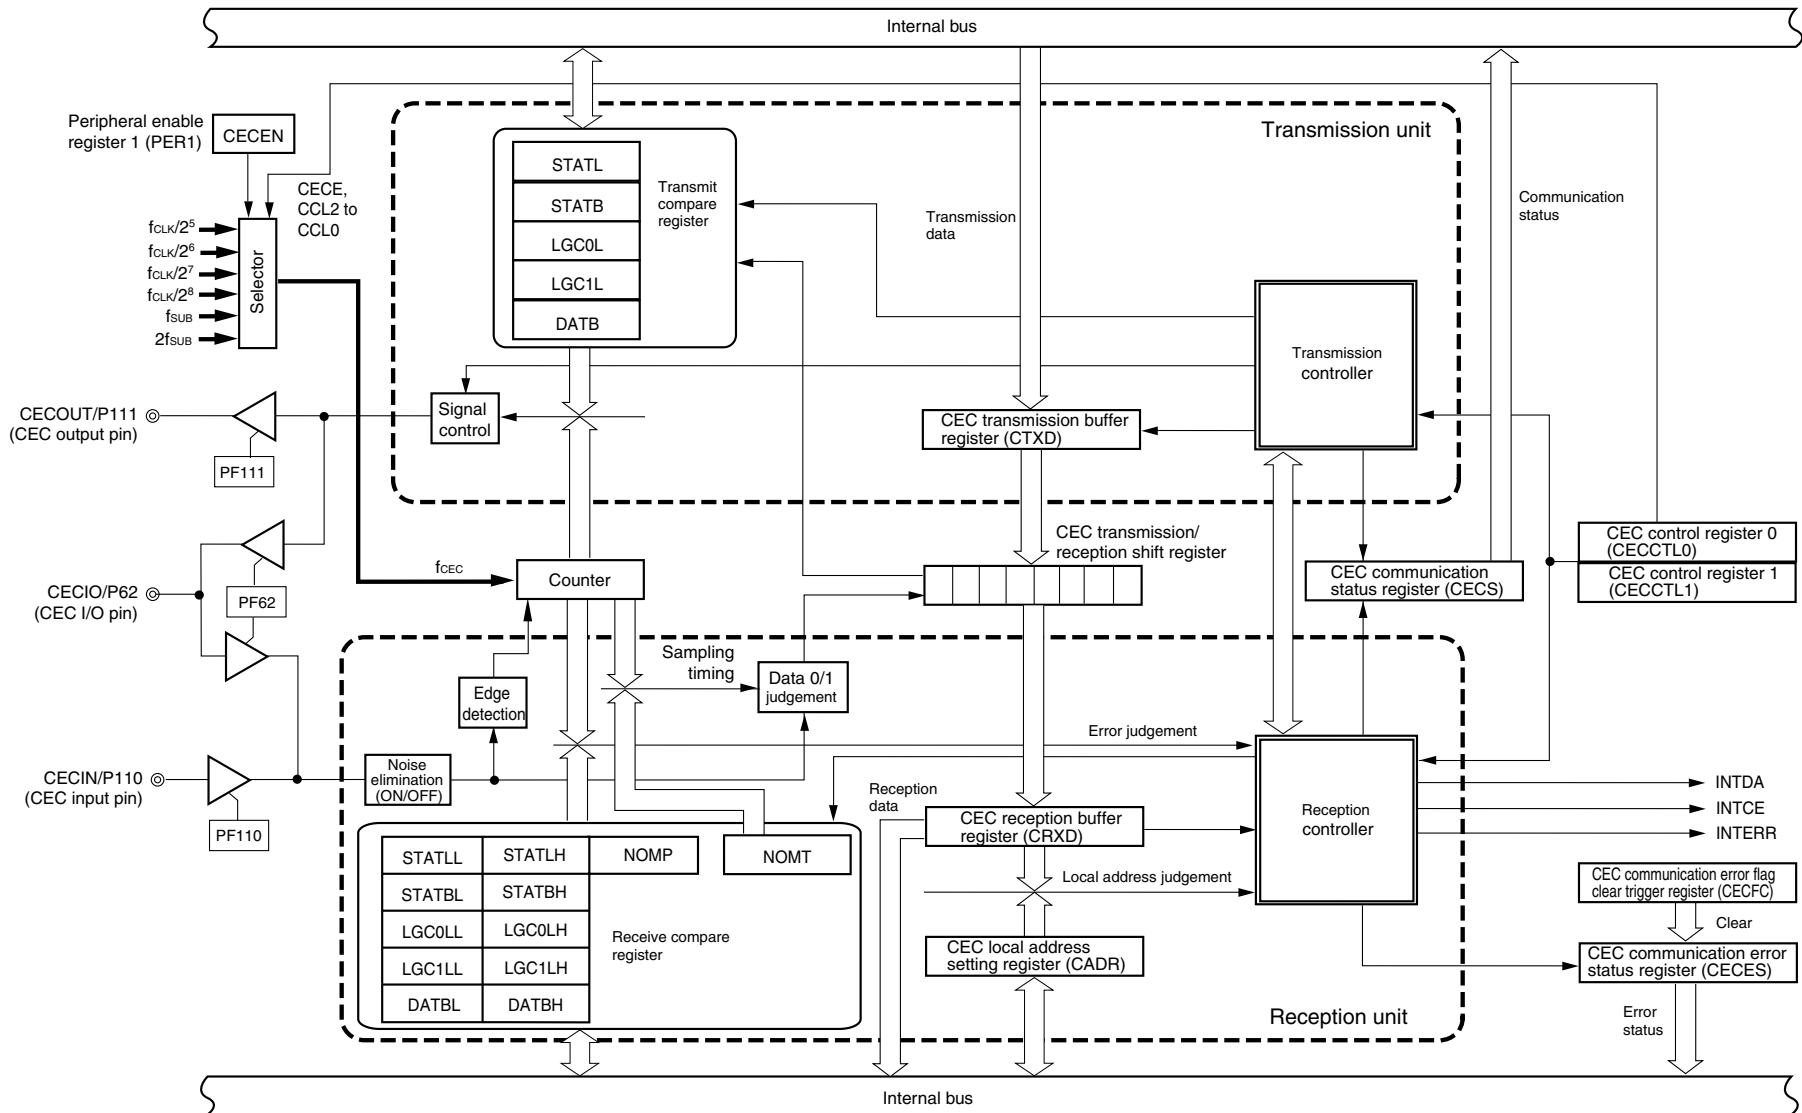 Internal bus
Transmission unit
Peripheral enable
register 1 (PER1)
CECEN
CECE,
CCL2 to
CCL0
fCLK/2⁵
fCLK/2⁶
fCLK/2⁷
fCLK/2⁸
fSUB
2fSUB
Selector
STATL
STATB
LGC0L
LGC1L
DATB
Transmit
compare
register
Transmission
data
Communication
status
Transmission
controller
CECOUT/P111
(CEC output pin)
PF111
Signal
control
CEC transmission buffer
register (CTXD)
CEC transmission/
reception shift register
CEC control register 0
(CECCTL0)
CEC control register 1
(CECCTL1)
CEC communication
status register (CECS)
fCEC
Counter
CECIO/P62
(CEC I/O pin)
PF62
Sampling
timing
Data 0/1
judgement
Edge
detection
Error judgement
CECIN/P110
(CEC input pin)
PF110
Noise
elimination
(ON/OFF)
Reception
data
CEC reception buffer
register (CRXD)
Reception
controller
INTDA
INTCE
INTERR
STATLL
STATLH
NOMP
NOMT
STATBL
STATBH
LGC0LL
LGC0LH
LGC1LL
LGC1LH
DATBL
DATBH
Receive compare
register
Local address judgement
CEC local address
setting register (CADR)
CEC communication error flag
clear trigger register (CECFC)
Clear
CEC communication error
status register (CECES)
Error
status
Reception unit
Internal bus